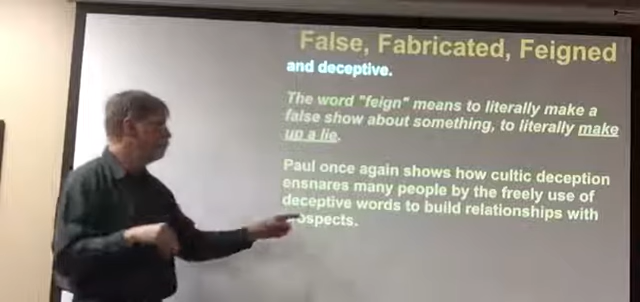 False, Fabricated, Feigned
and deceptive.
The word "feign" means to literally make a
false show about something, to literally make
up a lie.
Paul once again shows how cultic deception
ensnares many people by the freely use of
deceptive words to build relationships with